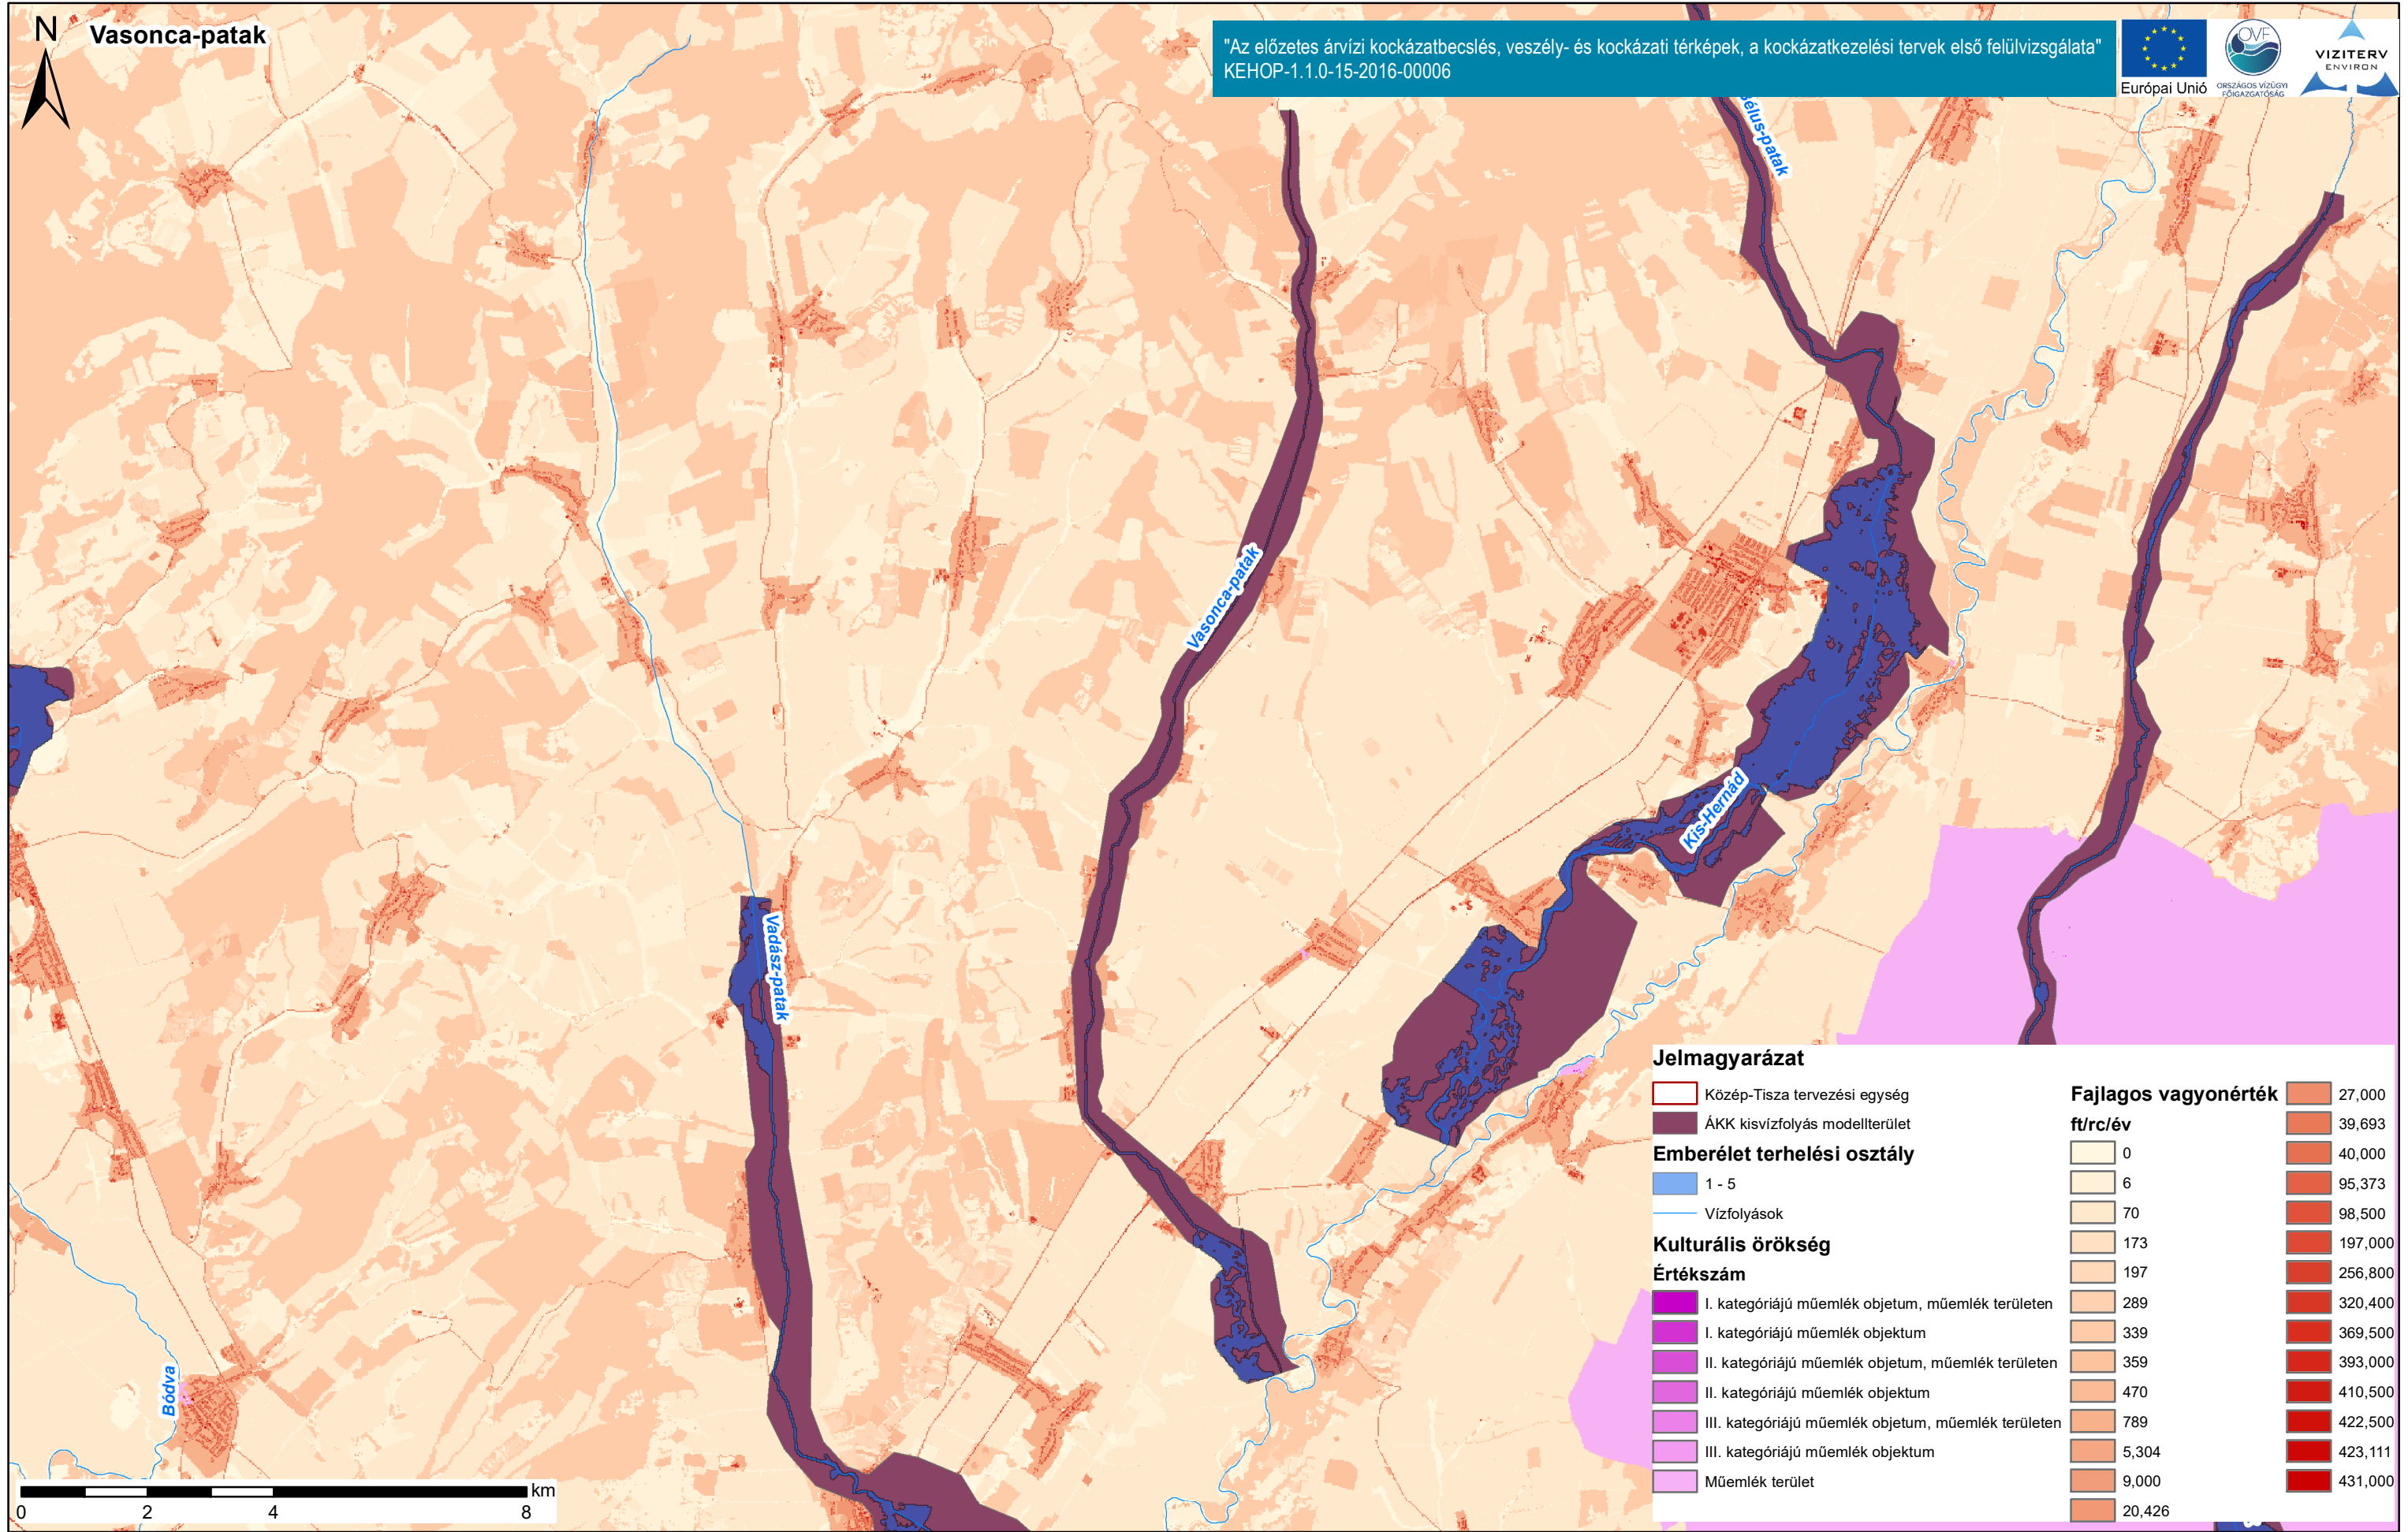 N
Vasonca-patak
"Az előzetes árvízi kockázatbecslés, veszély- és kockázati térképek, a kockázatkezelési tervek első felülvizsgálata"
KEHOP-1.1.0-15-2016-00006
Európai Unió
OVF
ORSZÁGOS VÍZÜGYI
FŐIGAZGATÓSÁG
VIZITERV
ENVIRON
Bélus-patak
Vasonca-patak
Kis-Hernád
Vadász-patak
Bódva
Jelmagyarázat
Közép-Tisza tervezési egység
ÁKK kisvízfolyás modellterület
Emberélet terhelési osztály
1 - 5
Vízfolyások
Kulturális örökség
Értékszám
I. kategóriájú műemlék objetum, műemlék területen
I. kategóriájú műemlék objektum
II. kategóriájú műemlék objetum, műemlék területen
II. kategóriájú műemlék objektum
III. kategóriájú műemlék objetum, műemlék területen
III. kategóriájú műemlék objektum
Műemlék terület
Fajlagos vagyonérték
ft/rc/év
0
6
70
173
197
289
339
359
470
789
5,304
9,000
20,426
27,000
39,693
40,000
95,373
98,500
197,000
256,800
320,400
369,500
393,000
410,500
422,500
423,111
431,000
km
0 2 4 8